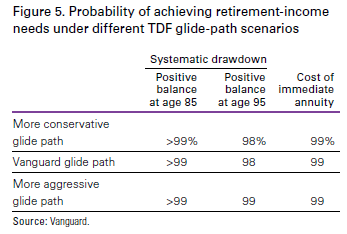 Figure 5. Probability of achieving retirement-income
needs under different TDF glide-path scenarios
Systematic drawdown
Positive Positive Cost of
balance balance immediate
at age 85 at age 95 annuity
More conservative
glide path >99% 98% 99%
Vanguard glide path >99 98 99
More aggressive
glide path >99 99 99
Source: Vanguard.